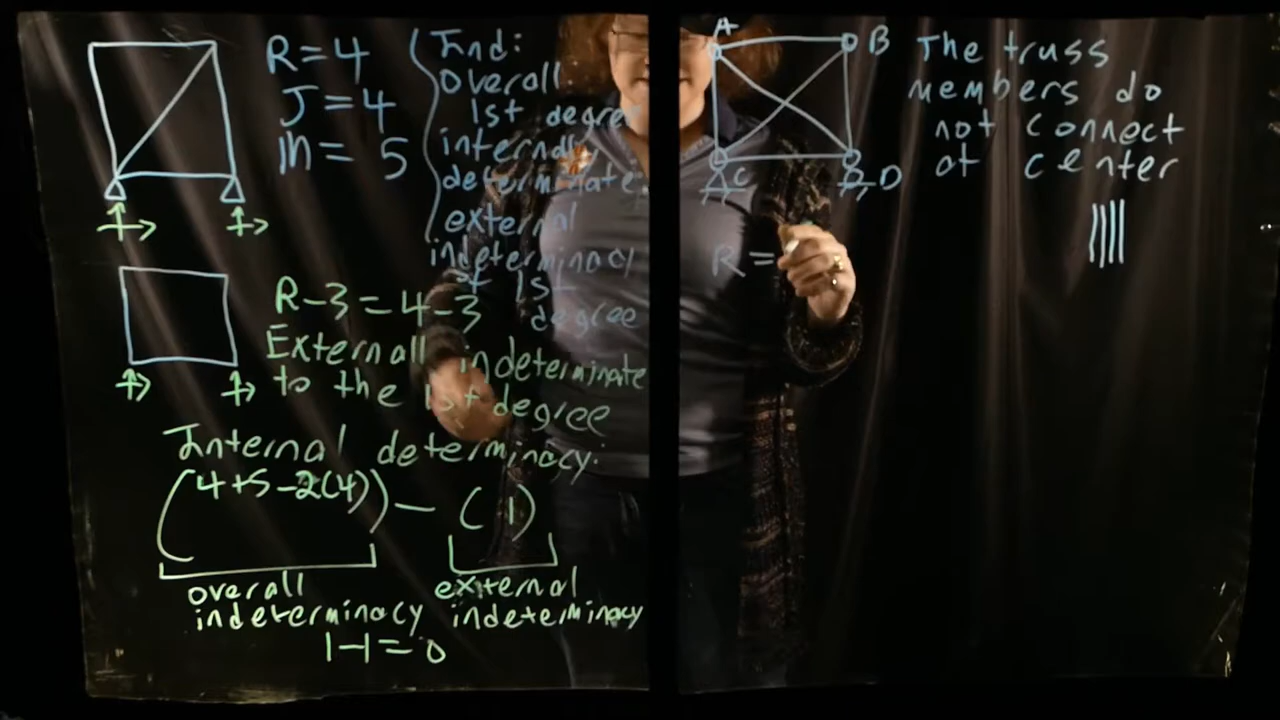 R=4
J=4
m=5
Find:
overall
1st degree
internally
determinate
external
indeterminacy
of 1st
degree
R-3=4-3
Externall indeterminate
to the 1st degree
Internal determinacy:
(4+5-2(4)) - (1)
overall
indeterminacy
external
indeterminacy
1-1=0
A
B
C
D
The truss
members do
not connect
at center
R=